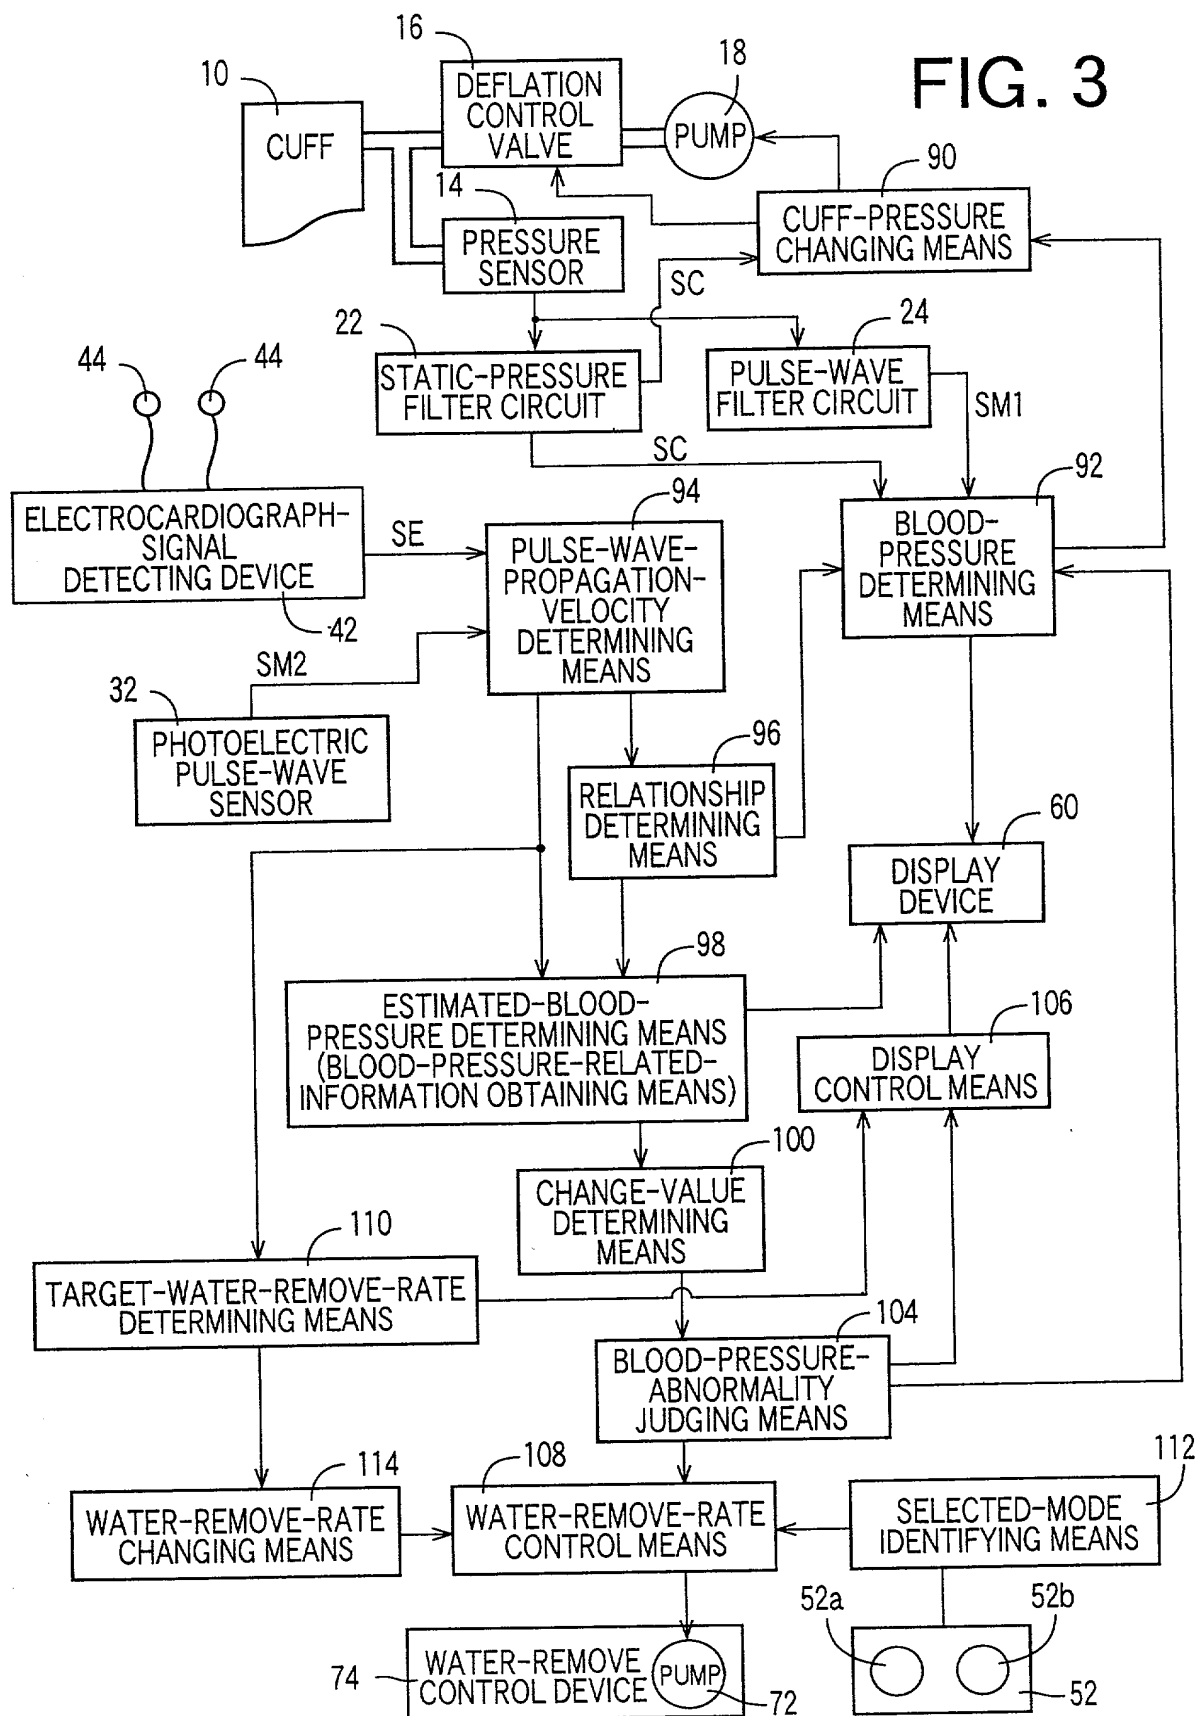 FIG. 3
16
18
10
DEFLATION
CONTROL
VALVE
PUMP
CUFF
14
90
PRESSURE
SENSOR
CUFF-PRESSURE
CHANGING MEANS
SC
22
24
44
44
STATIC-PRESSURE
FILTER CIRCUIT
PULSE-WAVE
FILTER CIRCUIT
SM1
SC
92
94
ELECTROCARDIOGRAPH-
SIGNAL
DETECTING DEVICE
SE
PULSE-WAVE-
PROPAGATION-
VELOCITY
DETERMINING
MEANS
BLOOD-
PRESSURE
DETERMINING
MEANS
42
SM2
32
PHOTOELECTRIC
PULSE-WAVE
SENSOR
96
RELATIONSHIP
DETERMINING
MEANS
60
DISPLAY
DEVICE
98
ESTIMATED-BLOOD-
PRESSURE DETERMINING MEANS
(BLOOD-PRESSURE-RELATED-
INFORMATION OBTAINING MEANS)
106
DISPLAY
CONTROL MEANS
100
CHANGE-VALUE
DETERMINING
MEANS
110
TARGET-WATER-REMOVE-RATE
DETERMINING MEANS
104
BLOOD-PRESSURE-
ABNORMALITY
JUDGING MEANS
114
108
112
WATER-REMOVE-RATE
CHANGING MEANS
WATER-REMOVE-RATE
CONTROL MEANS
SELECTED-MODE
IDENTIFYING MEANS
52a
52b
74
WATER-REMOVE
CONTROL DEVICE
PUMP
72
52